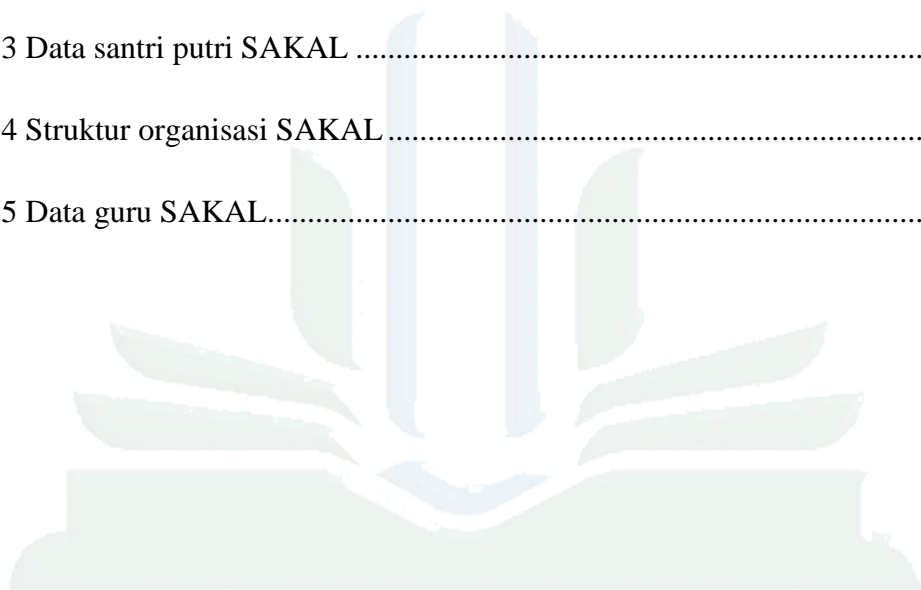 3 Data santri putri SAKAL ......................................................................
4 Struktur organisasi SAKAL ..................................................................
5 Data guru SAKAL.................................................................................